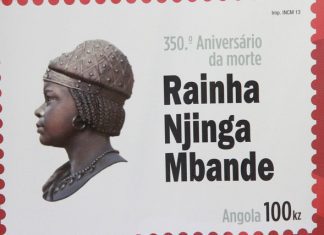 Imp. INCM 13
350.º Aniversário
da morte
Rainha
Njinga
Mbande
Angola 100kz